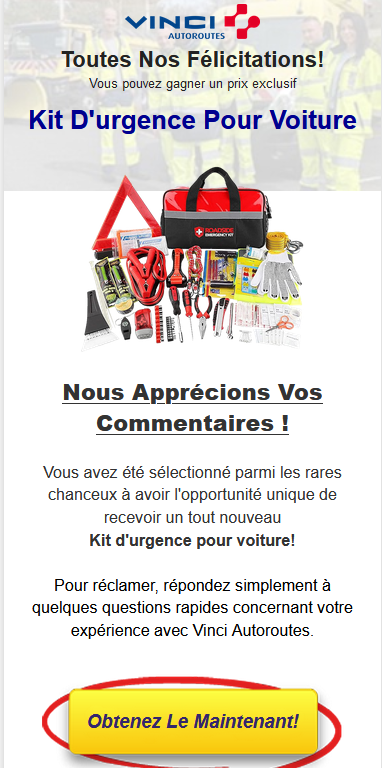 VINCI
AUTOROUTES
Toutes Nos Félicitations!
Vous pouvez gagner un prix exclusif
Kit D'urgence Pour Voiture
ROADSIDE
EMERGENCY KIT
Nous Apprécions Vos
Commentaires !
Vous avez été sélectionné parmi les rares
chanceux à avoir l'opportunité unique de
recevoir un tout nouveau
Kit d'urgence pour voiture!
Pour réclamer, répondez simplement à
quelques questions rapides concernant votre
expérience avec Vinci Autoroutes.
Obtenez Le Maintenant!